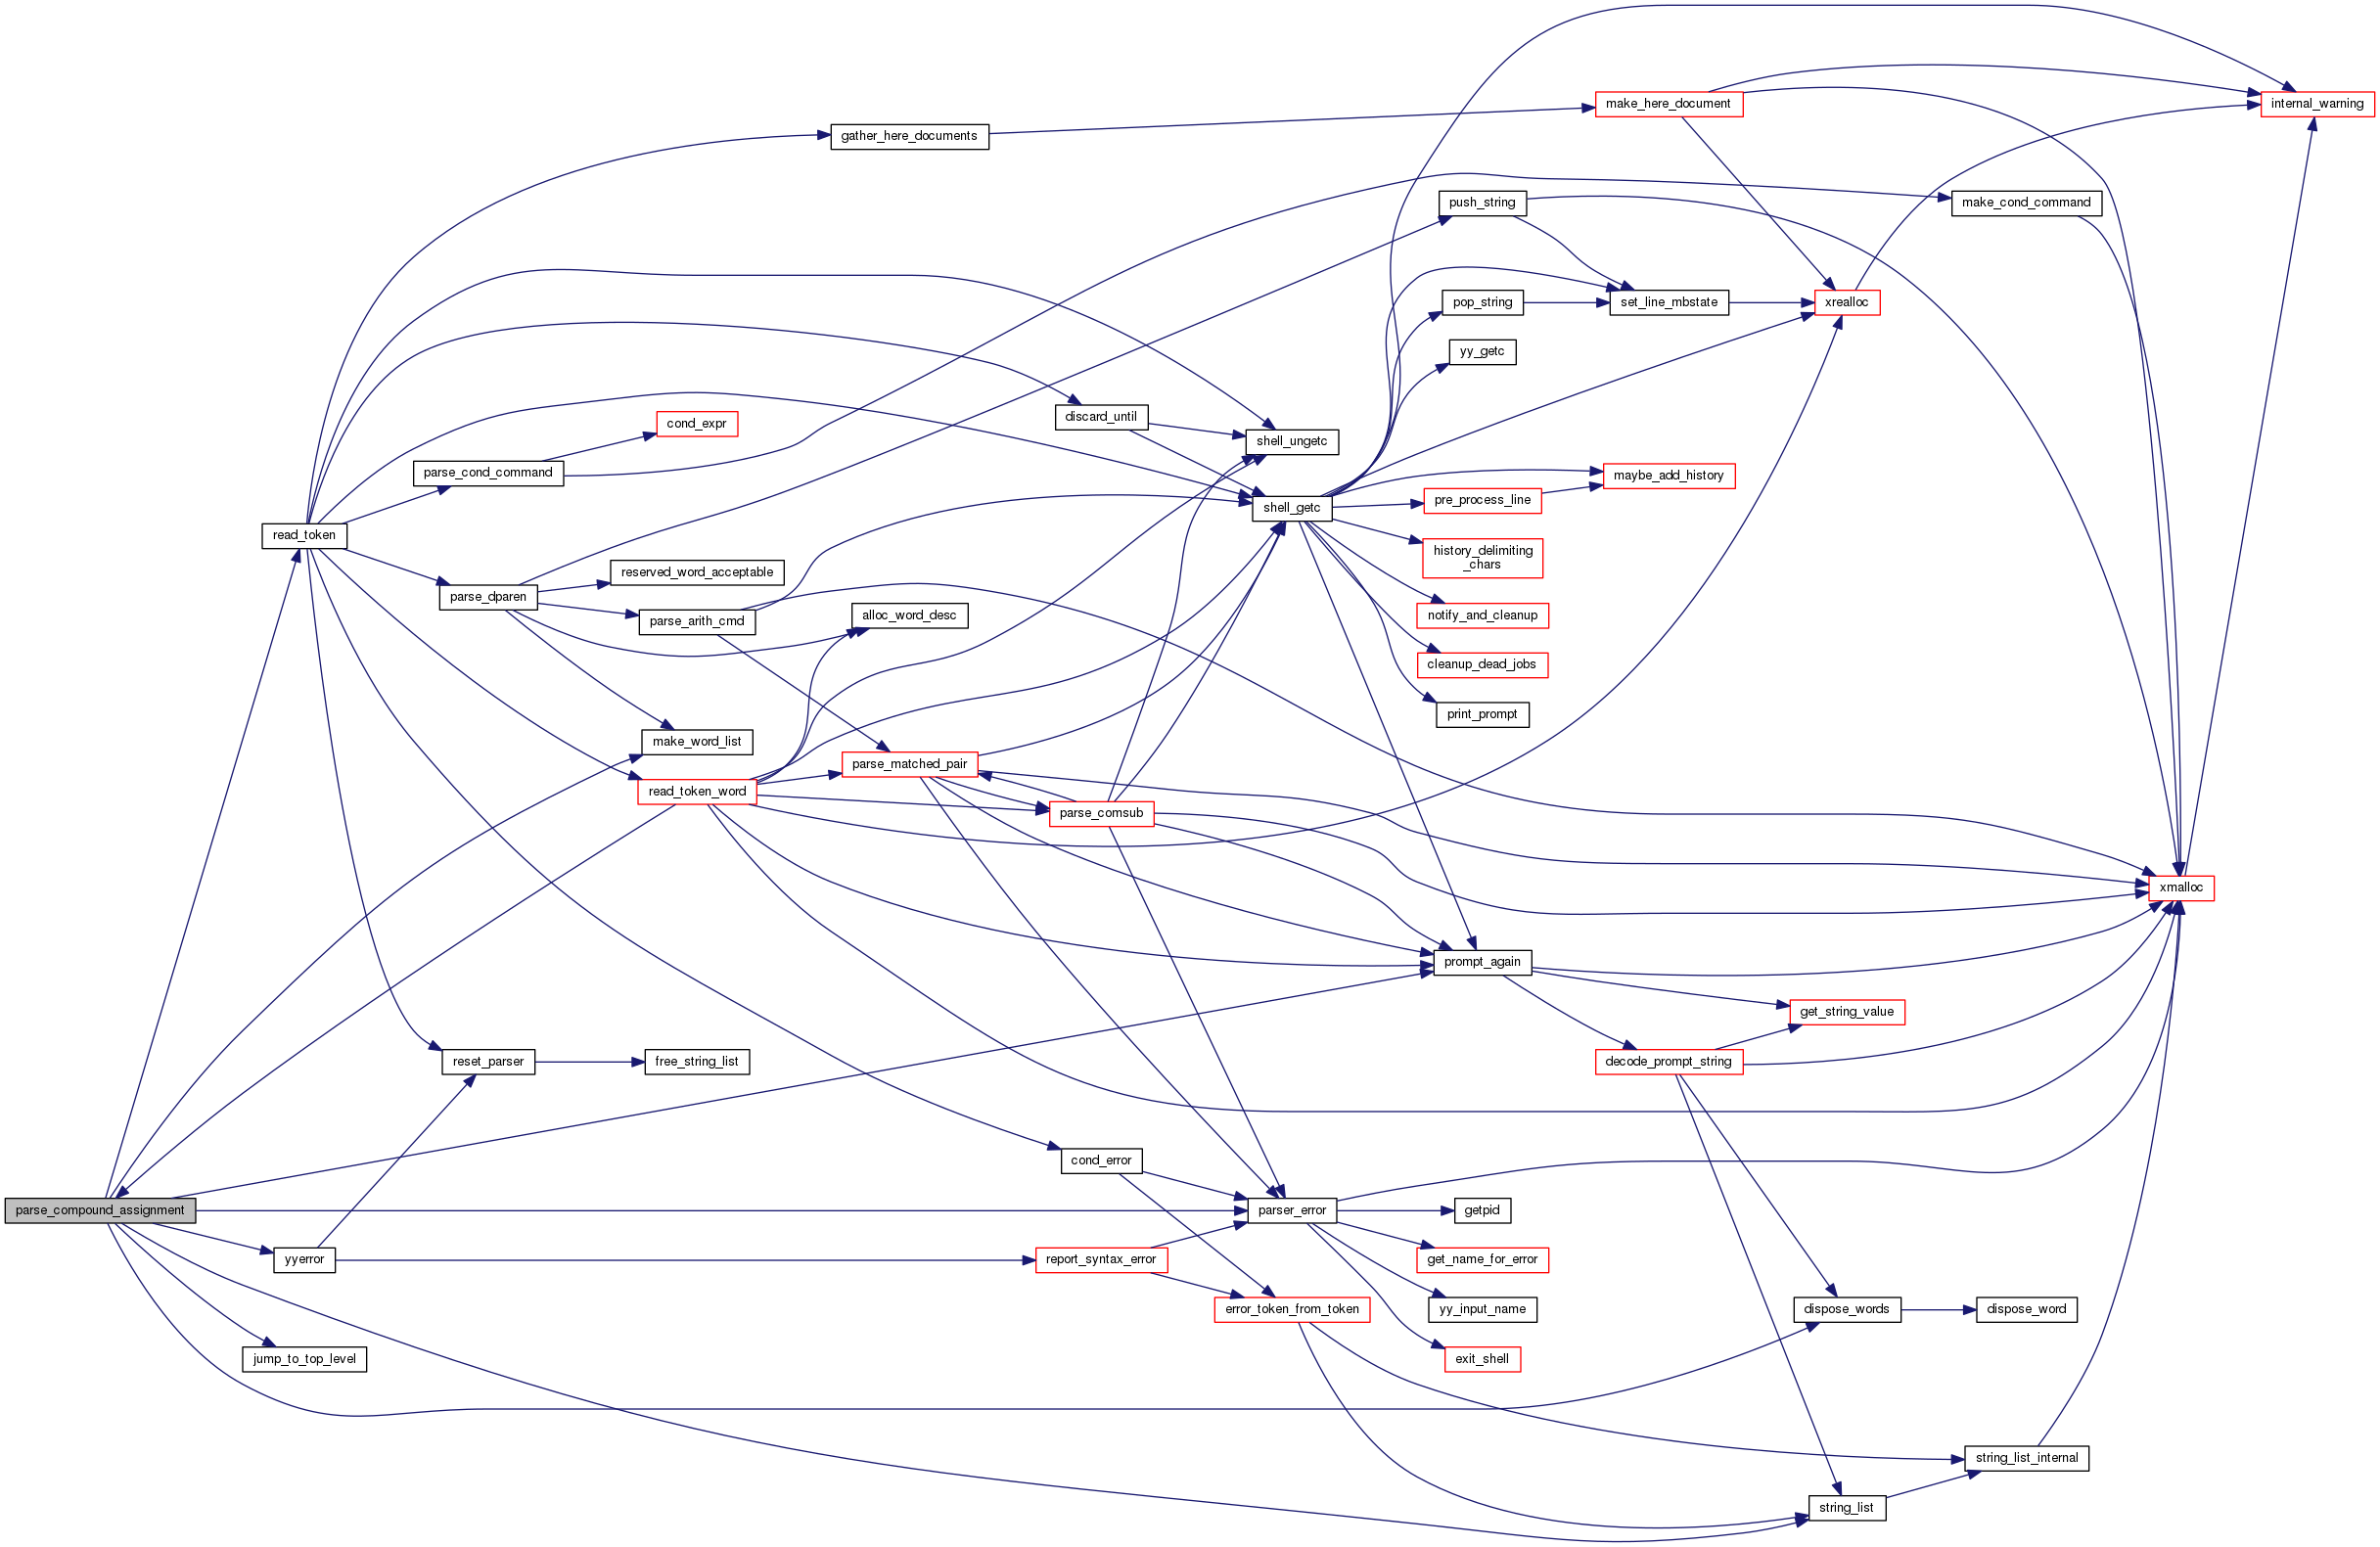 internal_warning
make_here_document
gather_here_documents
push_string
make_cond_command
pop_string
set_line_mbstate
xrealloc
yy_getc
cond_expr
discard_until
shell_ungetc
parse_cond_command
maybe_add_history
pre_process_line
shell_getc
read_token
history_delimiting
_chars
reserved_word_acceptable
parse_dparen
parse_arith_cmd
alloc_word_desc
notify_and_cleanup
cleanup_dead_jobs
print_prompt
make_word_list
parse_matched_pair
read_token_word
parse_comsub
xmalloc
prompt_again
get_string_value
reset_parser
free_string_list
decode_prompt_string
cond_error
parse_compound_assignment
parser_error
getpid
yyerror
report_syntax_error
get_name_for_error
error_token_from_token
yy_input_name
dispose_words
dispose_word
jump_to_top_level
exit_shell
string_list_internal
string_list